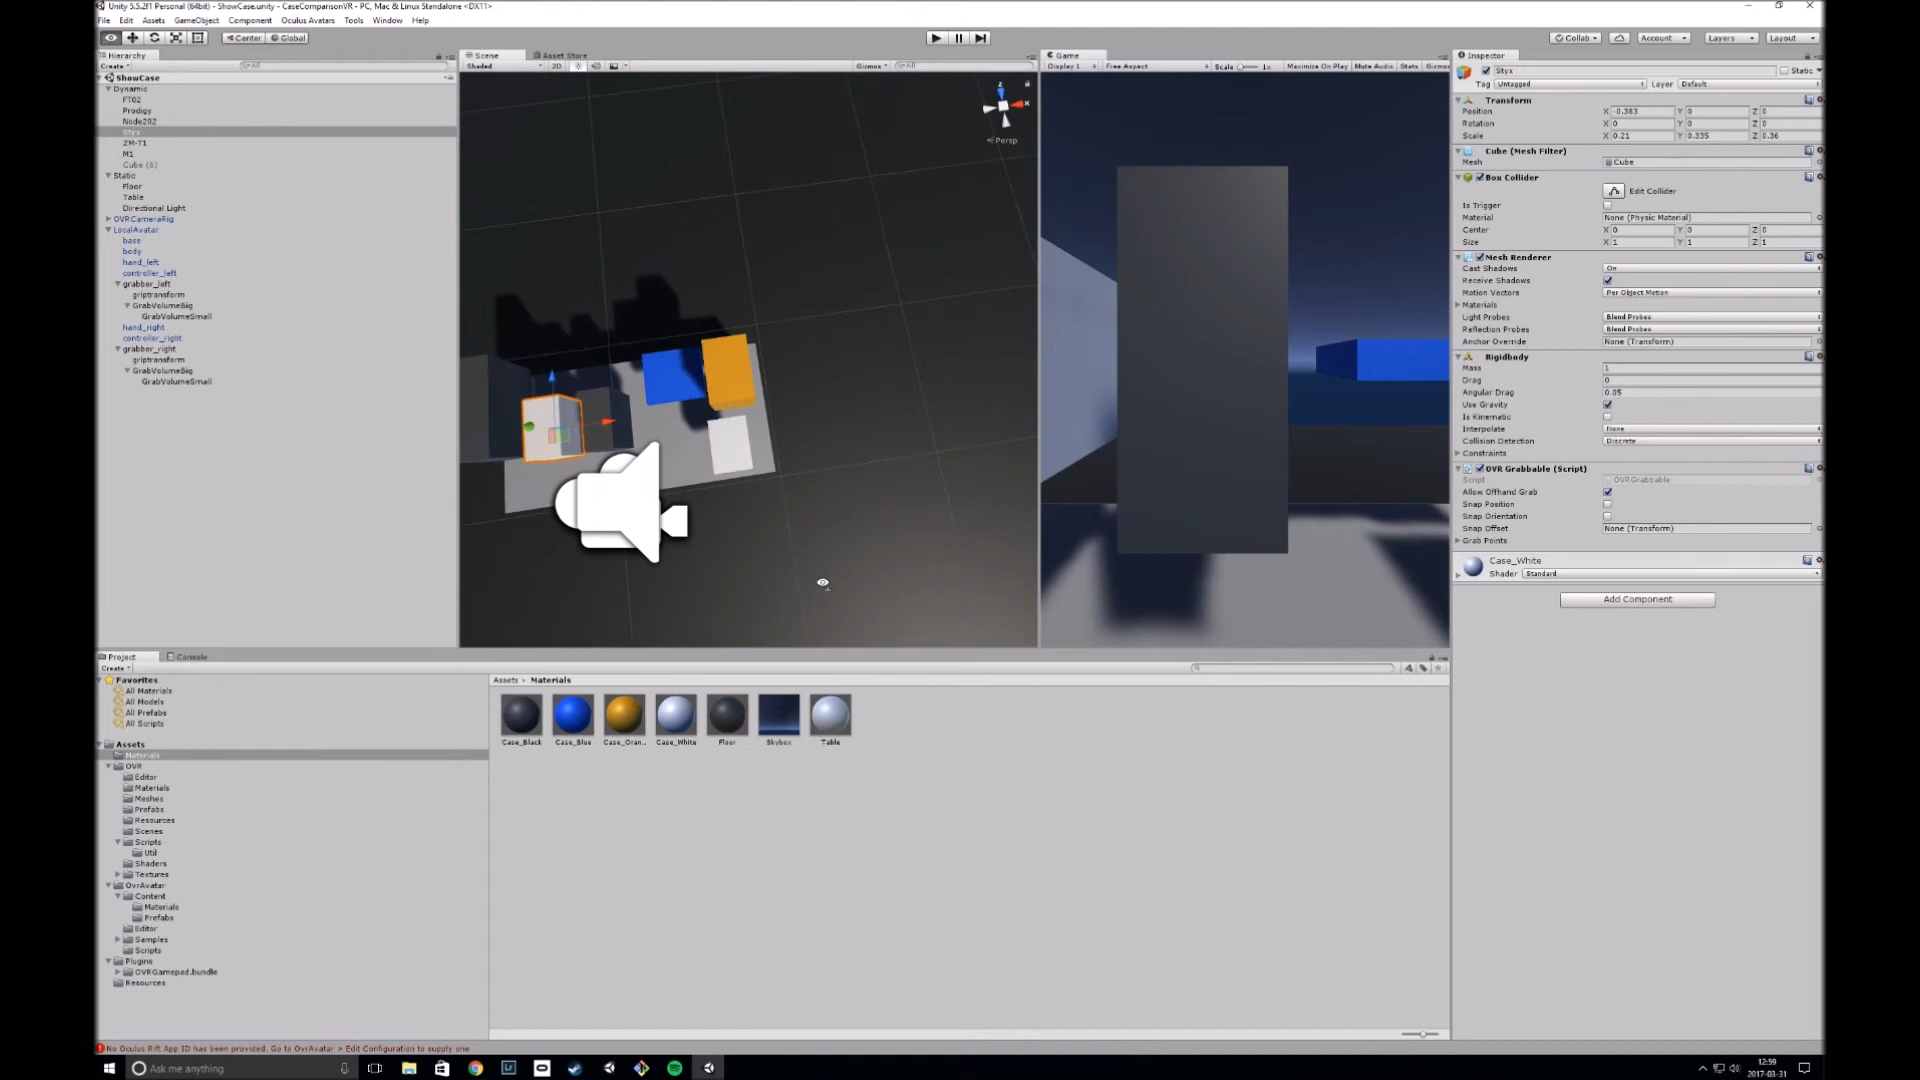 Unity 5.5.2f1 Personal (64bit) - ShowCase.unity - CaseComparisonVR - PC, Mac & Linux Standalone <DX11>
File Edit Assets GameObject Component Oculus Avatars Tools Window Help
Center Global
Collab Account Layers Layout
Hierarchy
Create All
ShowCase
Dynamic
FT02
Prodigy
Node202
Styx
ZM-T1
M1
Cube (6)
Static
Floor
Table
Directional Light
OVRCameraRig
LocalAvatar
base
body
hand_left
controller_left
grabber_left
griptransform
GrabVolumeBig
GrabVolumeSmall
hand_right
controller_right
grabber_right
griptransform
GrabVolumeBig
GrabVolumeSmall
Scene Asset Store
Shaded 2D Gizmos All
z
x
Persp
Game
Display 1 Free Aspect Scale 1x Maximize On Play Mute Audio Stats Gizmos
Inspector
Styx Static
Tag Untagged Layer Default
Transform
Position X -0.383 Y 0 Z 0
Rotation X 0 Y 0 Z 0
Scale X 0.21 Y 0.335 Z 0.36
Cube (Mesh Filter)
Mesh Cube
Box Collider
Edit Collider
Is Trigger
Material None (Physic Material)
Center X 0 Y 0 Z 0
Size X 1 Y 1 Z 1
Mesh Renderer
Cast Shadows On
Receive Shadows
Motion Vectors Per Object Motion
Materials
Light Probes Blend Probes
Reflection Probes Blend Probes
Anchor Override None (Transform)
Rigidbody
Mass 1
Drag 0
Angular Drag 0.05
Use Gravity
Is Kinematic
Interpolate None
Collision Detection Discrete
Constraints
OVR Grabbable (Script)
Script OVRGrabbable
Allow Offhand Grab
Snap Position
Snap Orientation
Snap Offset None (Transform)
Grab Points
Case_White
Shader Standard
Add Component
Project Console
Create
Favorites
All Materials
All Models
All Prefabs
All Scripts
Assets
Materials
OVR
Editor
Materials
Meshes
Prefabs
Resources
Scenes
Scripts
Util
Shaders
Textures
OvrAvatar
Content
Materials
Prefabs
Editor
Samples
Scripts
Plugins
OVRGamepad.bundle
Resources
Assets Materials
Case_Black Case_Blue Case_Oran... Case_White Floor Skybox Table
No Oculus Rift App ID has been provided. Go to OvrAvatar > Edit Configuration to supply one
Ask me anything
Lr
12:59
2017-03-31